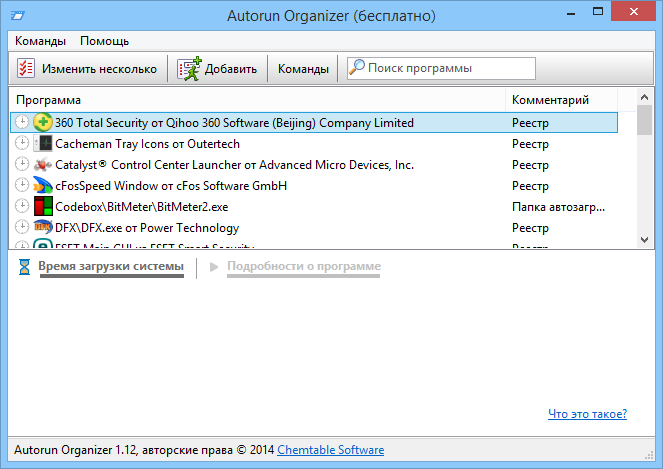 Autorun Organizer (бесплатно)
Команды Помощь
Изменить несколько Добавить Команды Поиск программы
Программа Комментарий
360 Total Security от Qihoo 360 Software (Beijing) Company Limited Реестр
Cacheman Tray Icons от Outertech Реестр
Catalyst® Control Center Launcher от Advanced Micro Devices, Inc. Реестр
cFosSpeed Window от cFos Software GmbH Реестр
Codebox\BitMeter\BitMeter2.exe Папка автозагр...
DFX\DFX.exe от Power Technology Реестр
Время загрузки системы Подробности о программе
Что это такое?
Autorun Organizer 1.12, авторские права © 2014 Chemtable Software